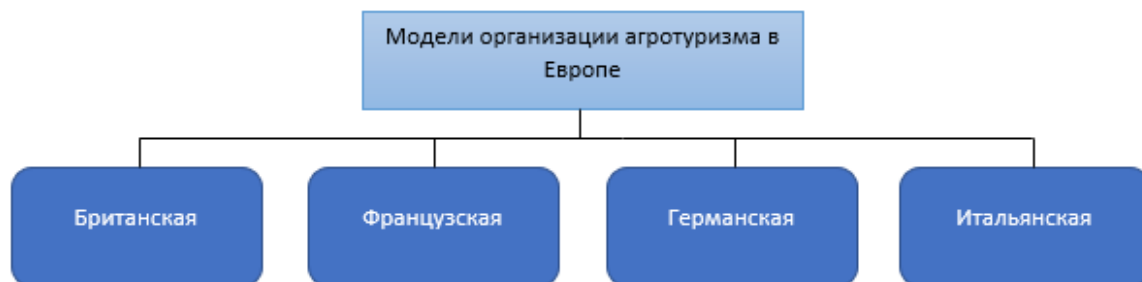 Модели организации агротуризма в
Европе
Британская
Французская
Германская
Итальянская